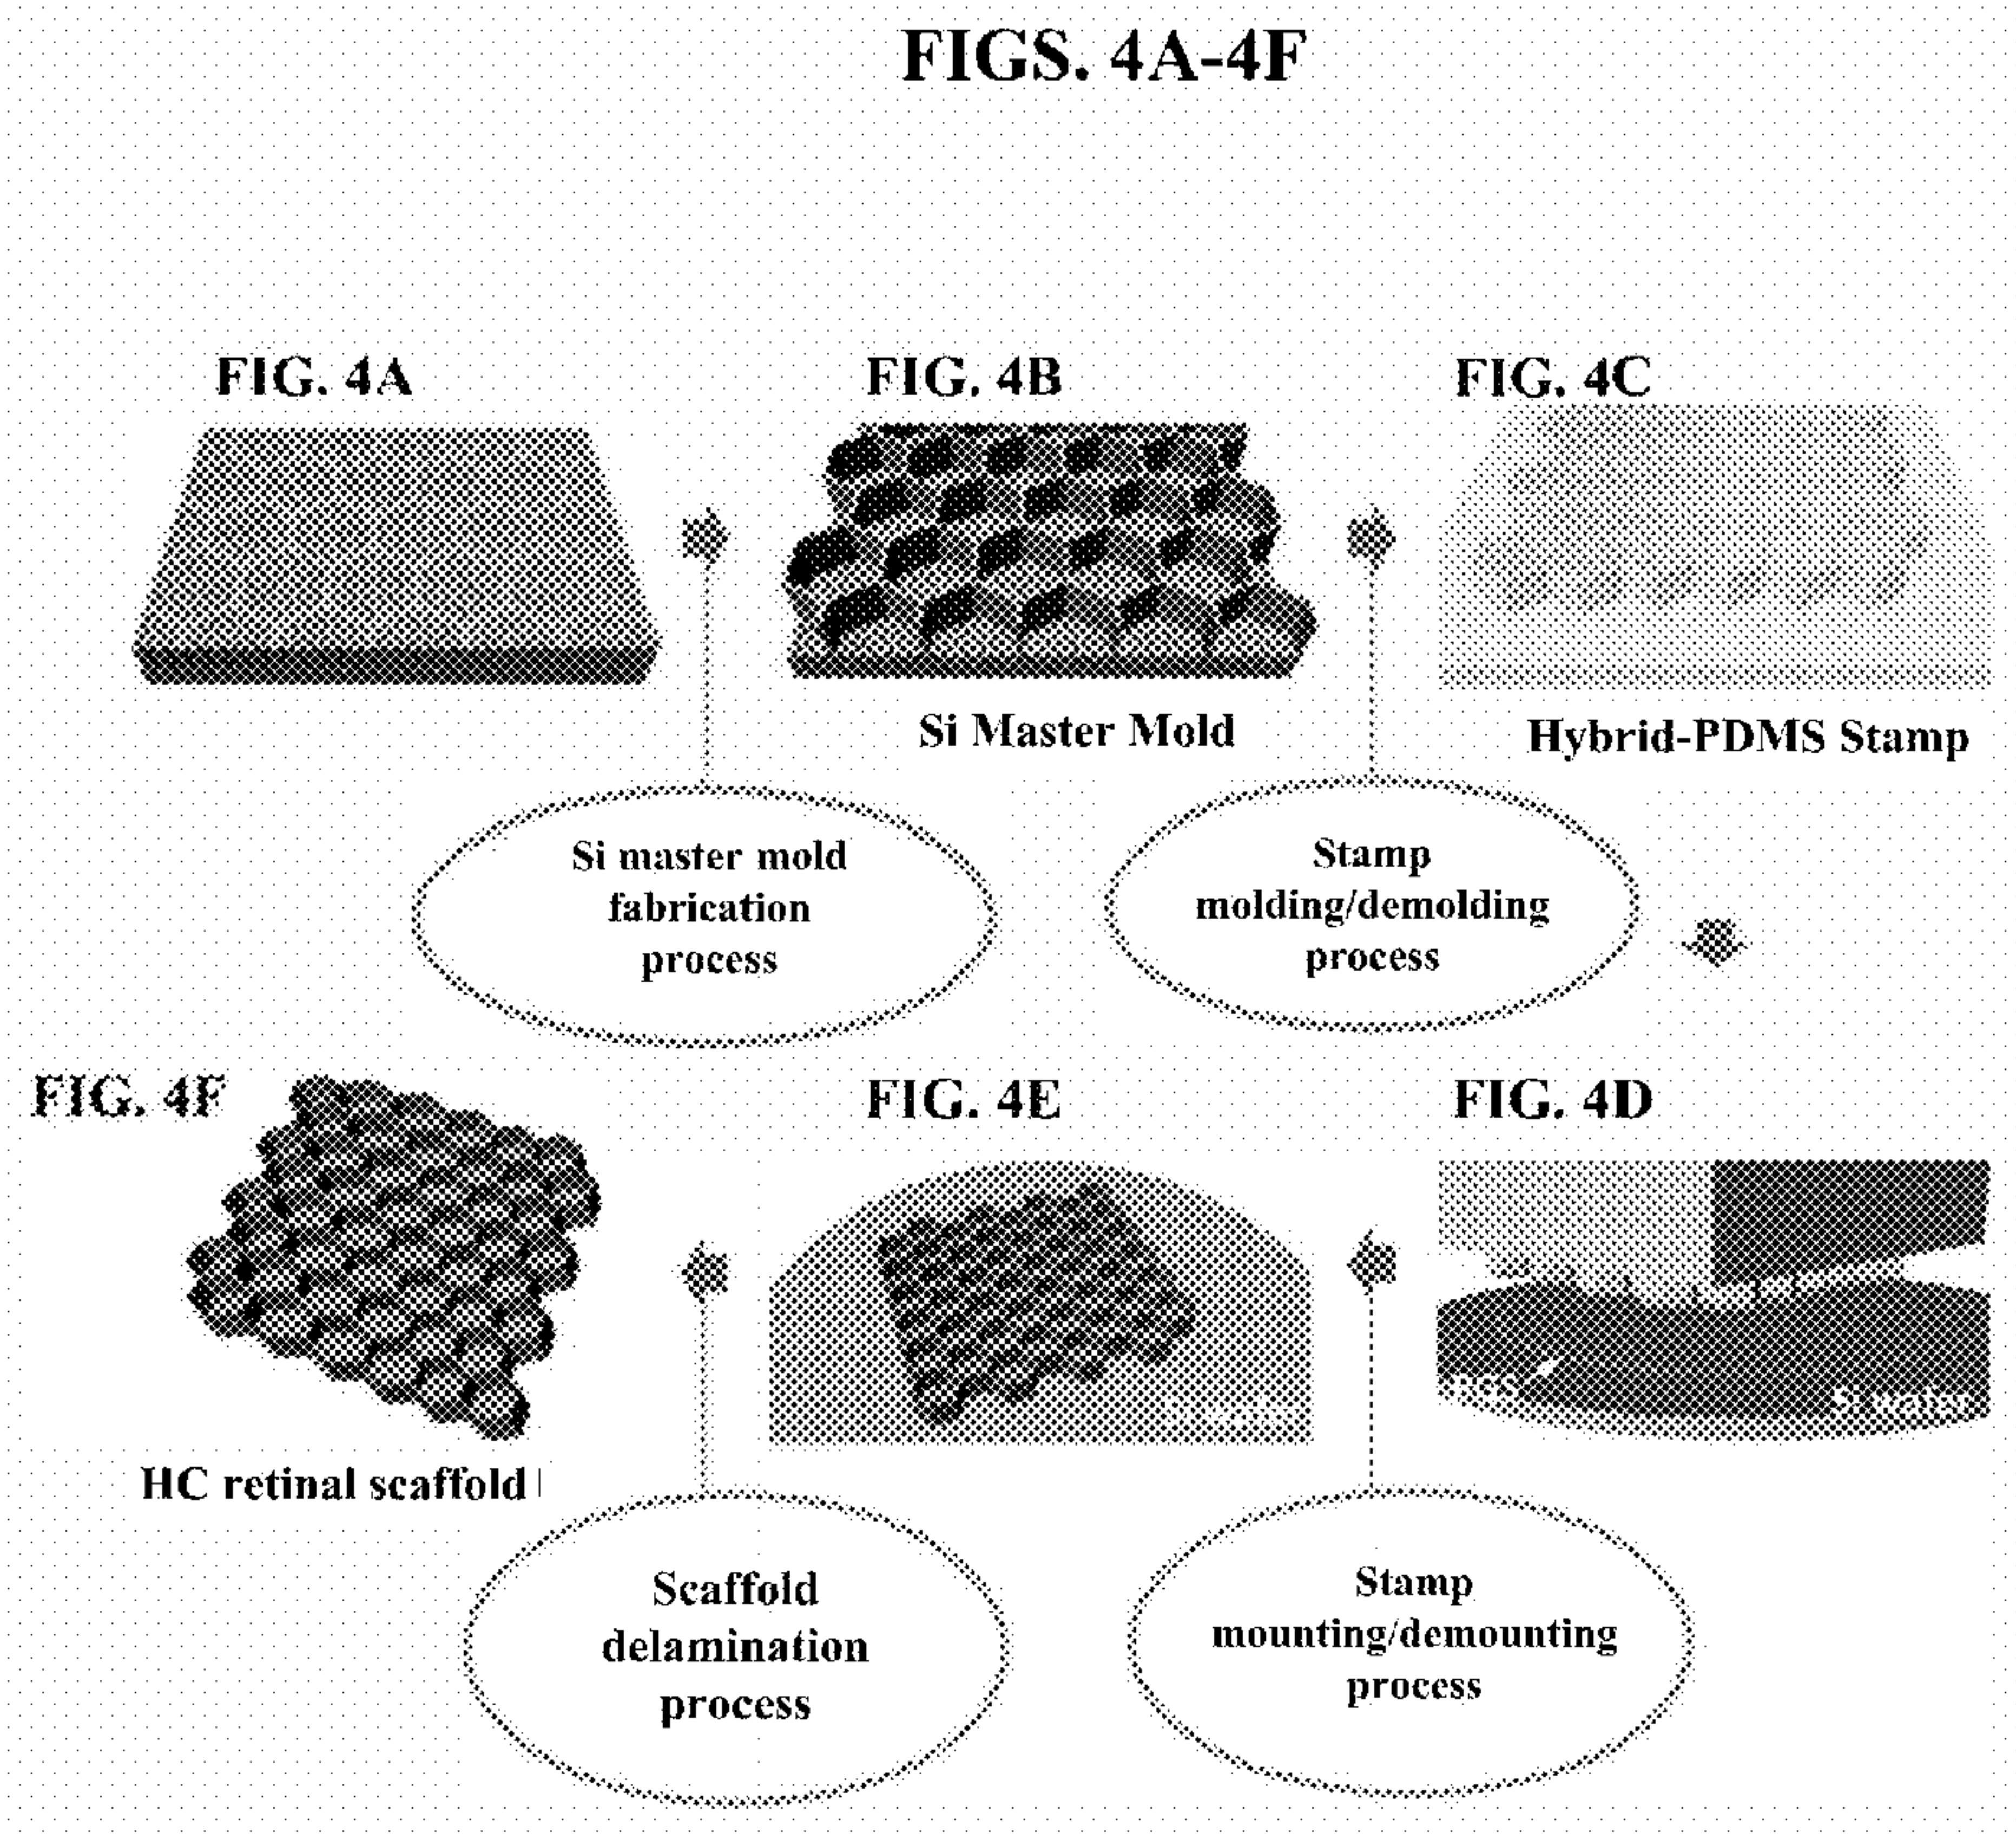 FIGS. 4A-4F
FIG. 4A
FIG. 4B
FIG. 4C
Si Master Mold
Hybrid-PDMS Stamp
Si master mold
fabrication
process
Stamp
molding/demolding
process
FIG. 4F
FIG. 4E
FIG. 4D
Si wafer
HC retinal scaffold
Scaffold
delamination
process
Stamp
mounting/demounting
process